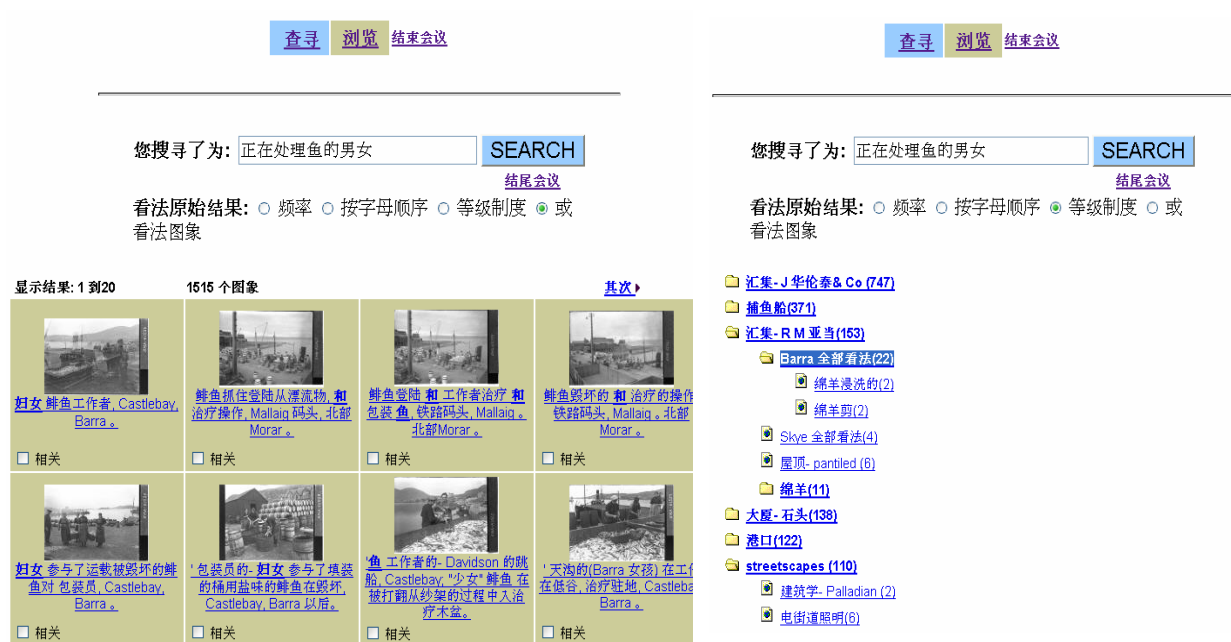 查寻 浏览 结束会议
您搜寻了为: 正在处理鱼的男女 SEARCH
结尾会议
看法原始结果: 频率 按字母顺序 等级制度 或
看法图象
显示结果: 1 到20 1515 个图象 其次
妇女 鲱鱼工作者, Castlebay,
Barra 。
相关
鲱鱼抓住登陆从漂流物, 和
治疗操作, Mallaig 码头, 北部
Morar 。
相关
鲱鱼登陆 和 工作者治疗 和
包装 鱼, 铁路码头, Mallaig 。
北部Morar 。
相关
鲱鱼毁坏的 和 治疗的操作
铁路码头, Mallaig 。北部
Morar 。
相关
妇女 参与了运载被毁坏的鲱
鱼对 包装员, Castlebay,
Barra 。
相关
'包装员的- 妇女 参与了填装
的桶用盐味的鲱鱼在毁坏,
Castlebay, Barra 以后。
相关
'鱼 工作者的- Davidson 的跳
船, Castlebay; "少女" 鲱鱼 在
被打翻从纱架的过程中入治
疗木盆。
相关
'天沟的(Barra 女孩) 在工
在低谷, 治疗驻地, Castleba
Barra 。
相关
查寻 浏览 结束会议
您搜寻了为: 正在处理鱼的男女 SEARCH
结尾会议
看法原始结果: 频率 按字母顺序 等级制度 或
看法图象
汇集- J 华伦泰& Co (747)
捕鱼船(371)
汇集- R M 亚当(153)
Barra 全部看法(22)
绵羊浸洗的(2)
绵羊剪(2)
Skye 全部看法(4)
屋顶- pantiled (6)
绵羊(11)
大厦- 石头(138)
港口(122)
streetscapes (110)
建筑学- Palladian (2)
电街道照明(6)